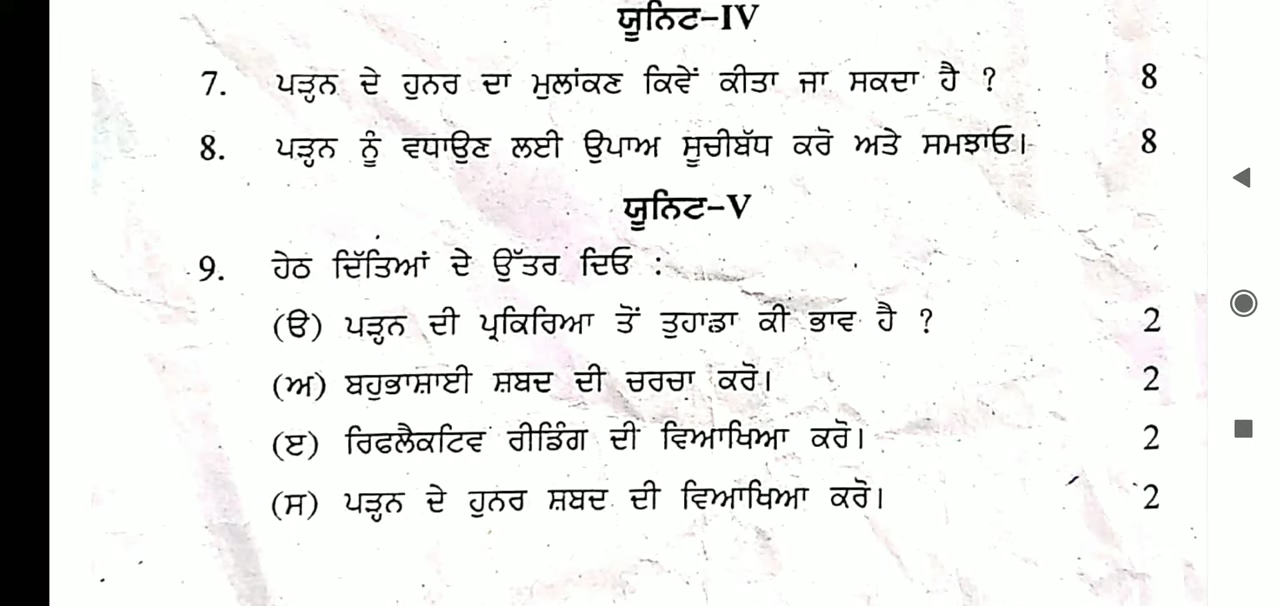 ਯੂਨਿਟ–IV
7. ਪੜ੍ਹਨ ਦੇ ਹੁਨਰ ਦਾ ਮੁਲਾਂਕਣ ਕਿਵੇਂ ਕੀਤਾ ਜਾ ਸਕਦਾ ਹੈ ? 8
8. ਪੜ੍ਹਨ ਨੂੰ ਵਧਾਉਣ ਲਈ ਉਪਾਅ ਸੂਚੀਬੱਧ ਕਰੋ ਅਤੇ ਸਮਝਾਓ। 8
ਯੂਨਿਟ–V
9. ਹੇਠ ਦਿੱਤਿਆਂ ਦੇ ਉੱਤਰ ਦਿਓ :
(ੳ) ਪੜ੍ਹਨ ਦੀ ਪ੍ਰਕਿਰਿਆ ਤੋਂ ਤੁਹਾਡਾ ਕੀ ਭਾਵ ਹੈ ? 2
(ਅ) ਬਹੁਭਾਸ਼ਾਈ ਸ਼ਬਦ ਦੀ ਚਰਚਾ ਕਰੋ। 2
(ੲ) ਰਿਫਲੈਕਟਿਵ ਰੀਡਿੰਗ ਦੀ ਵਿਆਖਿਆ ਕਰੋ। 2
(ਸ) ਪੜ੍ਹਨ ਦੇ ਹੁਨਰ ਸ਼ਬਦ ਦੀ ਵਿਆਖਿਆ ਕਰੋ। 2